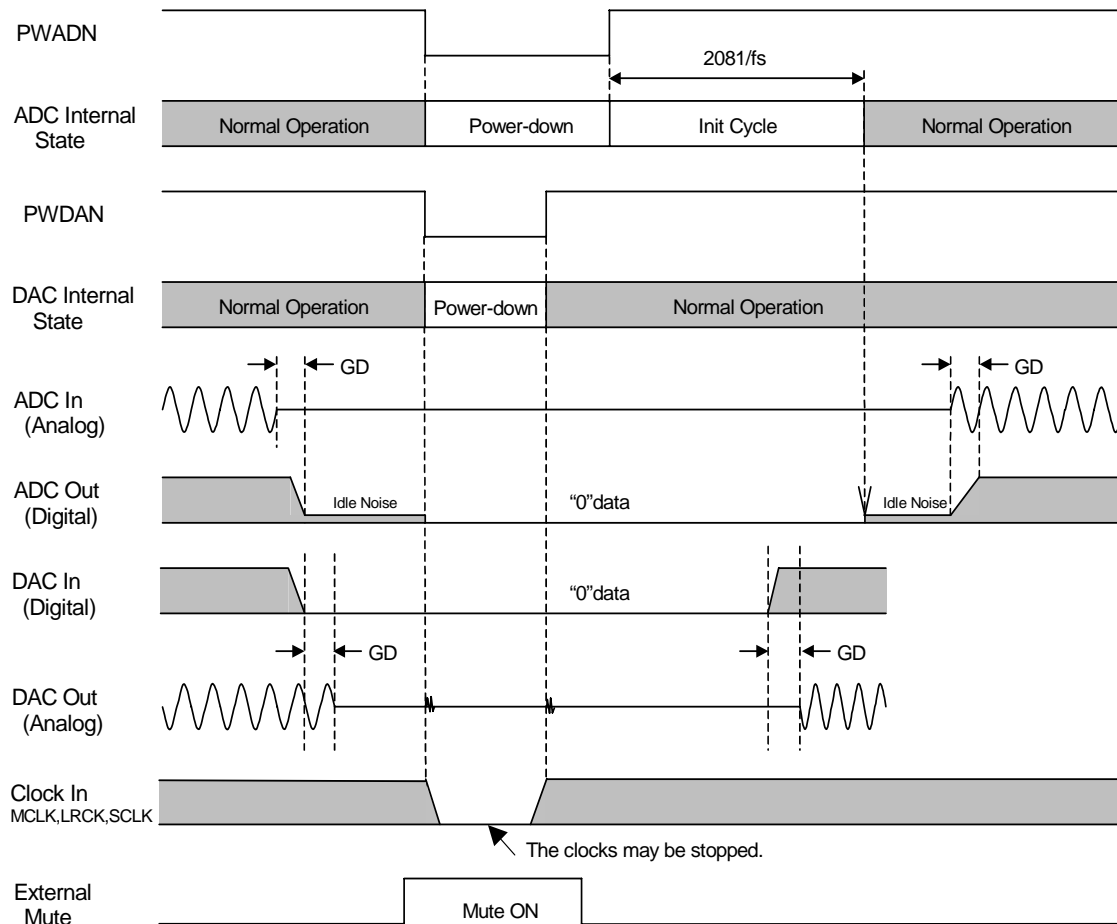 PWADN
2081/fs
ADC Internal
State
Normal Operation
Power-down
Init Cycle
Normal Operation
PWDAN
DAC Internal
State
Normal Operation
Power-down
Normal Operation
GD
GD
ADC In
(Analog)
ADC Out
(Digital)
Idle Noise
“0”data
Idle Noise
DAC In
(Digital)
“0”data
GD
GD
DAC Out
(Analog)
Clock In
MCLK,LRCK,SCLK
The clocks may be stopped.
External
Mute
Mute ON